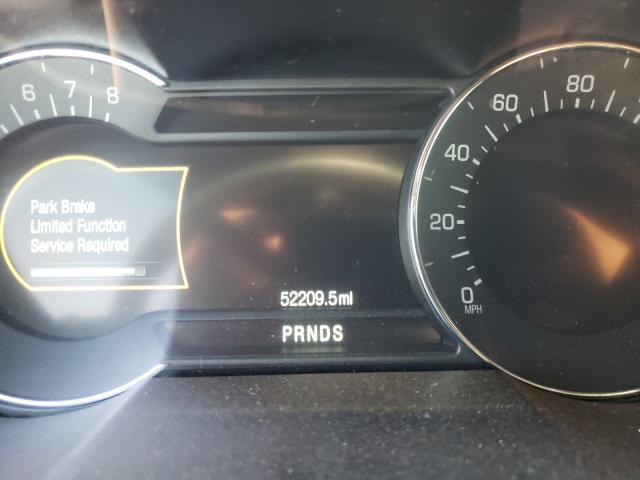 6 7 8
Park Brake
Limited Function
Service Required
52209.5mi
PRNDS
80
60
40
20
0
MPH